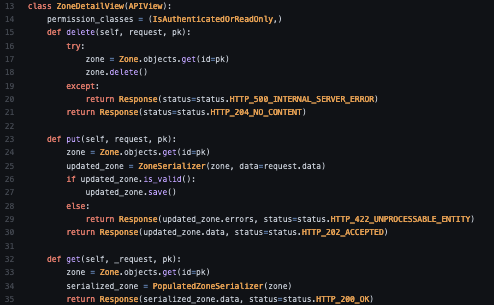 13 class ZoneDetailView(APIView):
14     permission_classes = (IsAuthenticatedOrReadOnly,)
15     def delete(self, request, pk):
16         try:
17             zone = Zone.objects.get(id=pk)
18             zone.delete()
19         except:
20             return Response(status=status.HTTP_500_INTERNAL_SERVER_ERROR)
21         return Response(status=status.HTTP_204_NO_CONTENT)
22
23     def put(self, request, pk):
24         zone = Zone.objects.get(id=pk)
25         updated_zone = ZoneSerializer(zone, data=request.data)
26         if updated_zone.is_valid():
27             updated_zone.save()
28         else:
29             return Response(updated_zone.errors, status=status.HTTP_422_UNPROCESSABLE_ENTITY)
30         return Response(updated_zone.data, status=status.HTTP_202_ACCEPTED)
31
32     def get(self, _request, pk):
33         zone = Zone.objects.get(id=pk)
34         serialized_zone = PopulatedZoneSerializer(zone)
35         return Response(serialized_zone.data, status=status.HTTP_200_OK)